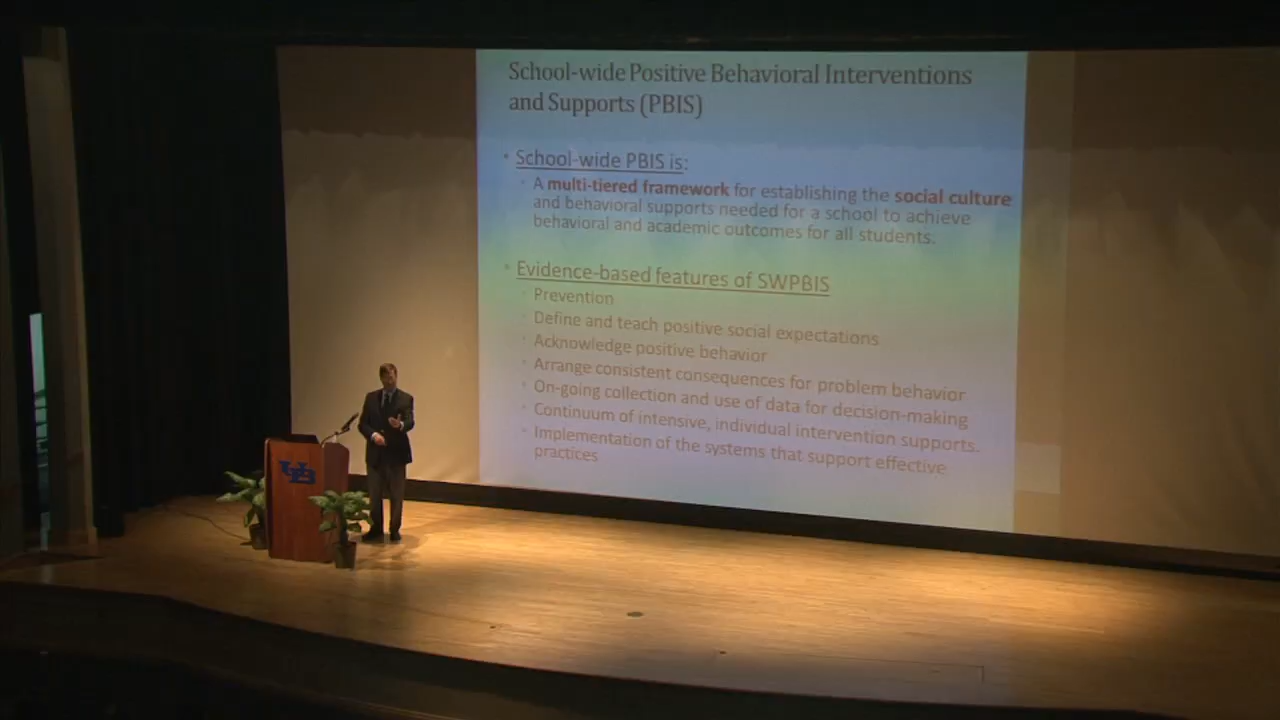 School-wide Positive Behavioral Interventions
and Supports (PBIS)
• School-wide PBIS is:
• A multi-tiered framework for establishing the social culture
and behavioral supports needed for a school to achieve
behavioral and academic outcomes for all students.
• Evidence-based features of SWPBIS
• Prevention
• Define and teach positive social expectations
• Acknowledge positive behavior
• Arrange consistent consequences for problem behavior
• On-going collection and use of data for decision-making
• Continuum of intensive, individual intervention supports.
• Implementation of the systems that support effective
practices
UB